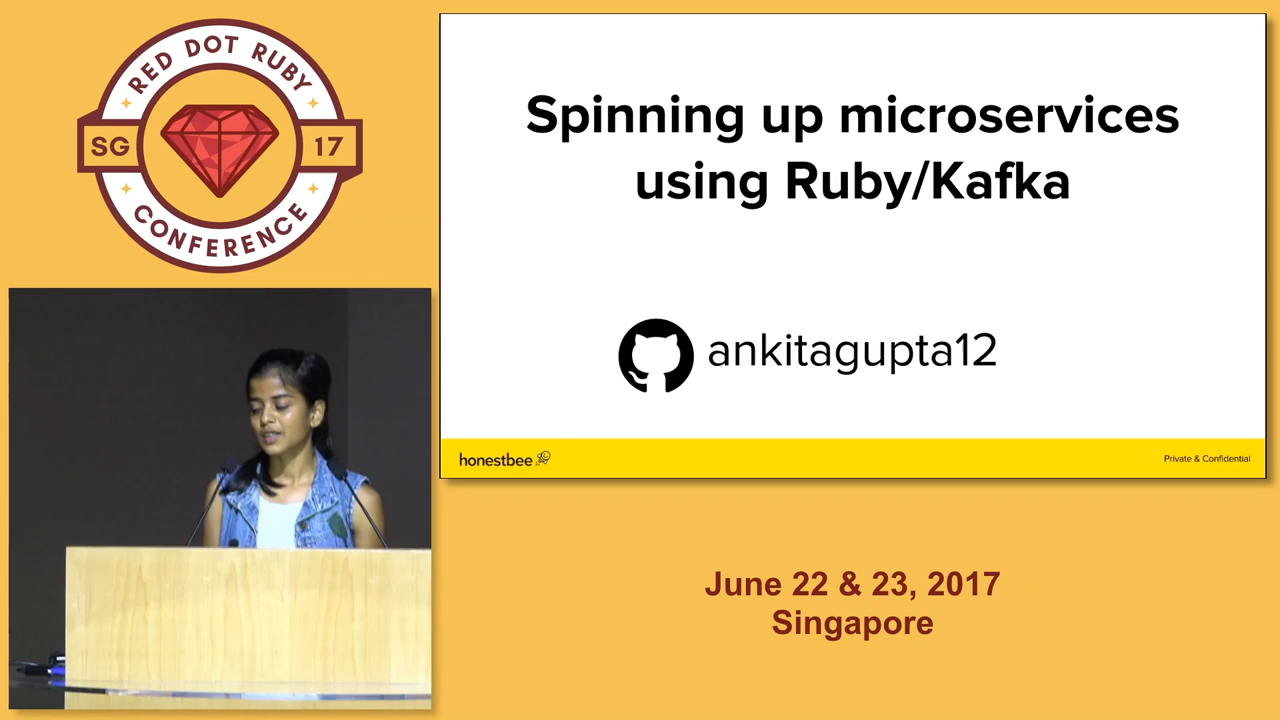 RED DOT RUBY
SG
17
CONFERENCE
Spinning up microservices
using Ruby/Kafka
ankitagupta12
honestbee
Private & Confidential
June 22 & 23, 2017
Singapore